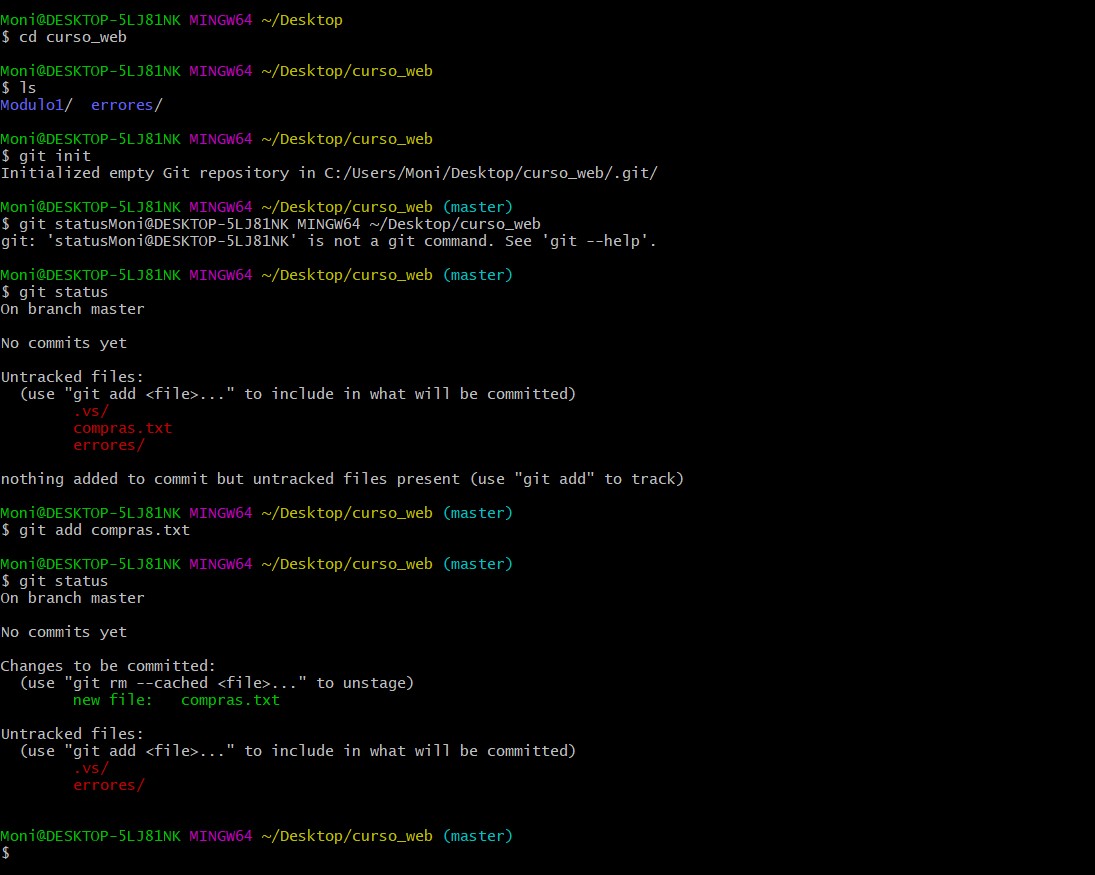 Moni@DESKTOP-5LJ81NK MINGW64 ~/Desktop
$ cd curso_web
Moni@DESKTOP-5LJ81NK MINGW64 ~/Desktop/curso_web
$ ls
Modulo1/  errores/
Moni@DESKTOP-5LJ81NK MINGW64 ~/Desktop/curso_web
$ git init
Initialized empty Git repository in C:/Users/Moni/Desktop/curso_web/.git/
Moni@DESKTOP-5LJ81NK MINGW64 ~/Desktop/curso_web (master)
$ git statusMoni@DESKTOP-5LJ81NK MINGW64 ~/Desktop/curso_web
git: 'statusMoni@DESKTOP-5LJ81NK' is not a git command. See 'git --help'.
Moni@DESKTOP-5LJ81NK MINGW64 ~/Desktop/curso_web (master)
$ git status
On branch master
No commits yet
Untracked files:
  (use "git add <file>..." to include in what will be committed)
        .vs/
        compras.txt
        errores/
nothing added to commit but untracked files present (use "git add" to track)
Moni@DESKTOP-5LJ81NK MINGW64 ~/Desktop/curso_web (master)
$ git add compras.txt
Moni@DESKTOP-5LJ81NK MINGW64 ~/Desktop/curso_web (master)
$ git status
On branch master
No commits yet
Changes to be committed:
  (use "git rm --cached <file>..." to unstage)
        new file:   compras.txt
Untracked files:
  (use "git add <file>..." to include in what will be committed)
        .vs/
        errores/
Moni@DESKTOP-5LJ81NK MINGW64 ~/Desktop/curso_web (master)
$